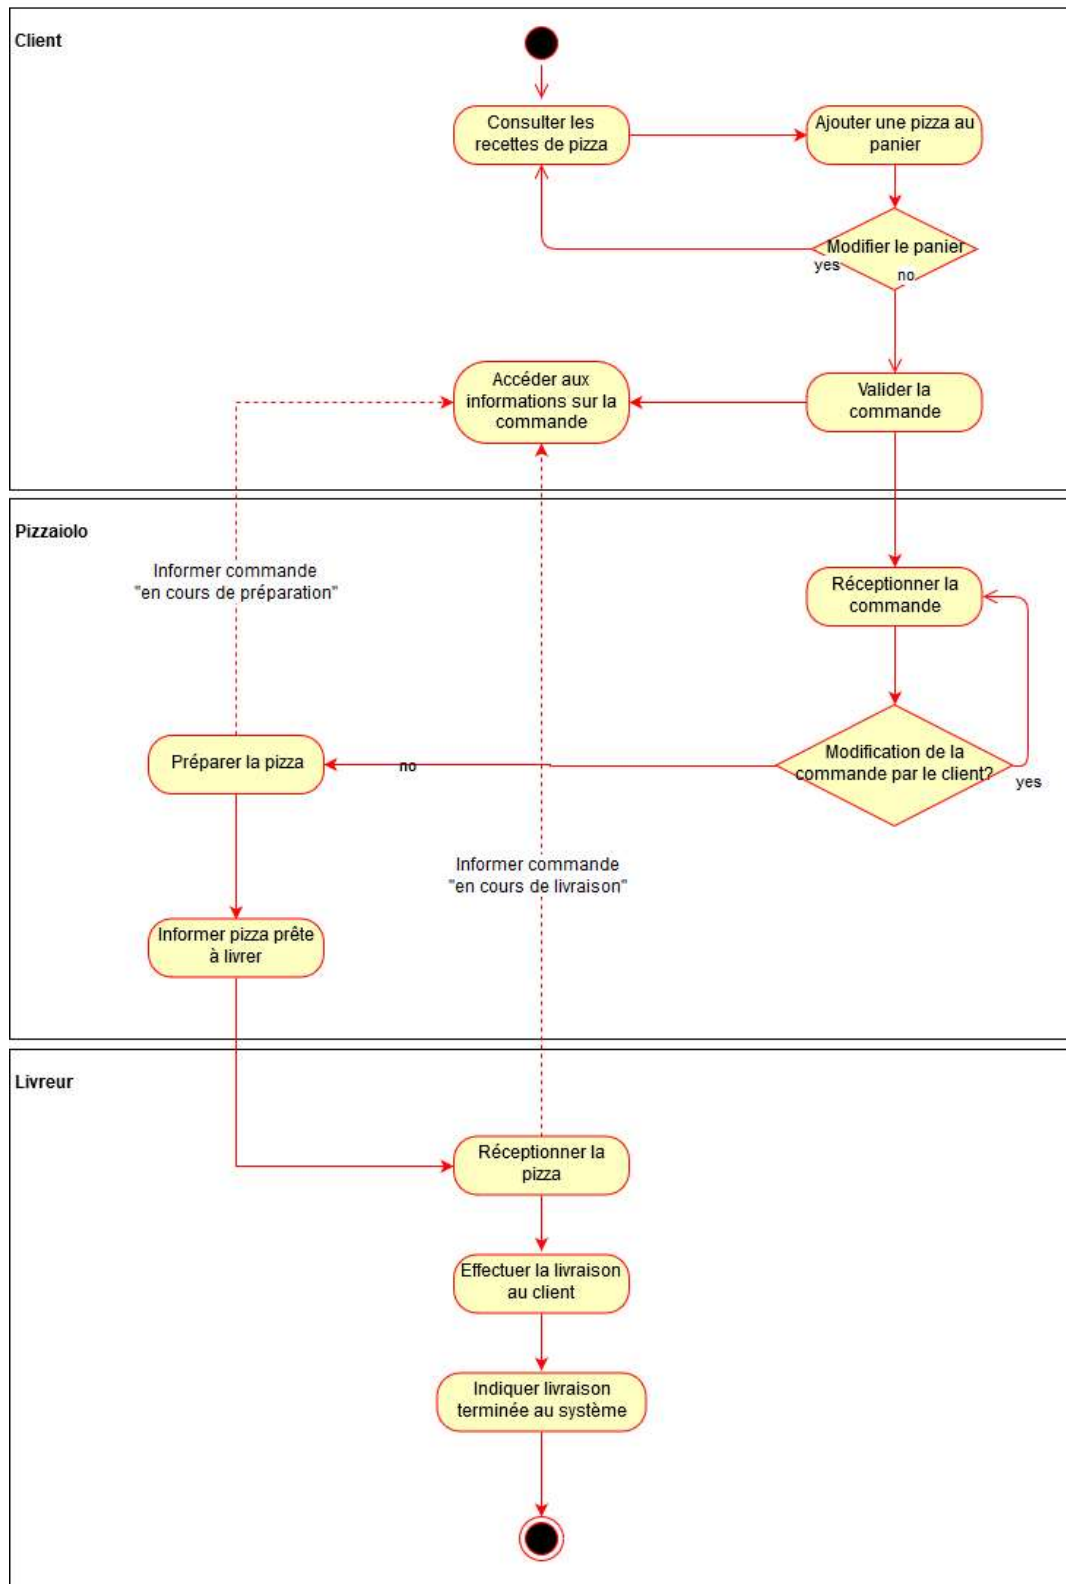 Client
Consulter les
recettes de pizza
Ajouter une pizza au
panier
Modifier le panier
yes
no
Accéder aux
informations sur la
commande
Valider la
commande
Pizzaiolo
Informer commande
"en cours de préparation"
Réceptionner la
commande
Préparer la pizza
no
Modification de la
commande par le client?
yes
Informer commande
"en cours de livraison"
Informer pizza prête
à livrer
Livreur
Réceptionner la
pizza
Effectuer la livraison
au client
Indiquer livraison
terminée au système